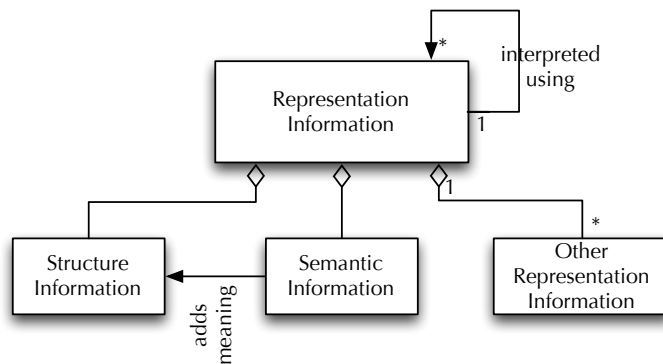 *
interpreted
using
Representation
Information
1
1
*
Structure
Information
Semantic
Information
Other
Representation
Information
adds
meaning